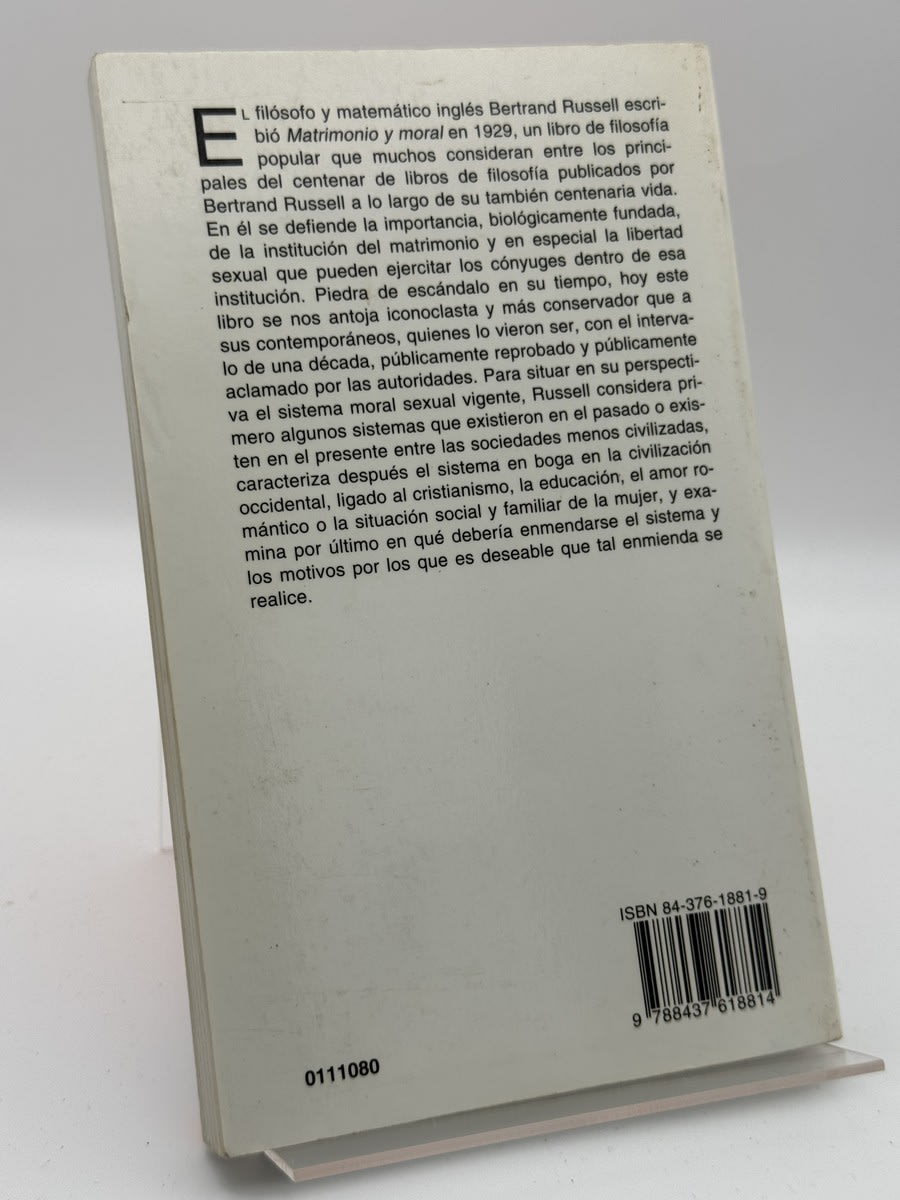 EL filósofo y matemático inglés Bertrand Russell escri-
bió Matrimonio y moral en 1929, un libro de filosofía
popular que muchos consideran entre los princi-
pales del centenar de libros de filosofía publicados por
Bertrand Russell a lo largo de su también centenaria vida.
En él se defiende la importancia, biológicamente fundada,
de la institución del matrimonio y en especial la libertad
sexual que pueden ejercitar los cónyuges dentro de esa
institución. Piedra de escándalo en su tiempo, hoy este
libro se nos antoja iconoclasta y más conservador que a
sus contemporáneos, quienes lo vieron ser, con el interva-
lo de una década, públicamente reprobado y públicamente
aclamado por las autoridades. Para situar en su perspecti-
va el sistema moral sexual vigente, Russell considera pri-
mero algunos sistemas que existieron en el pasado o exis-
ten en el presente entre las sociedades menos civilizadas,
caracteriza después el sistema en boga en la civilización
occidental, ligado al cristianismo, la educación, el amor ro-
mántico o la situación social y familiar de la mujer, y exa-
mina por último en qué debería enmendarse el sistema y
los motivos por los que es deseable que tal enmienda se
realice.
ISBN 84-376-1881-9
9 788437 618814
0111080